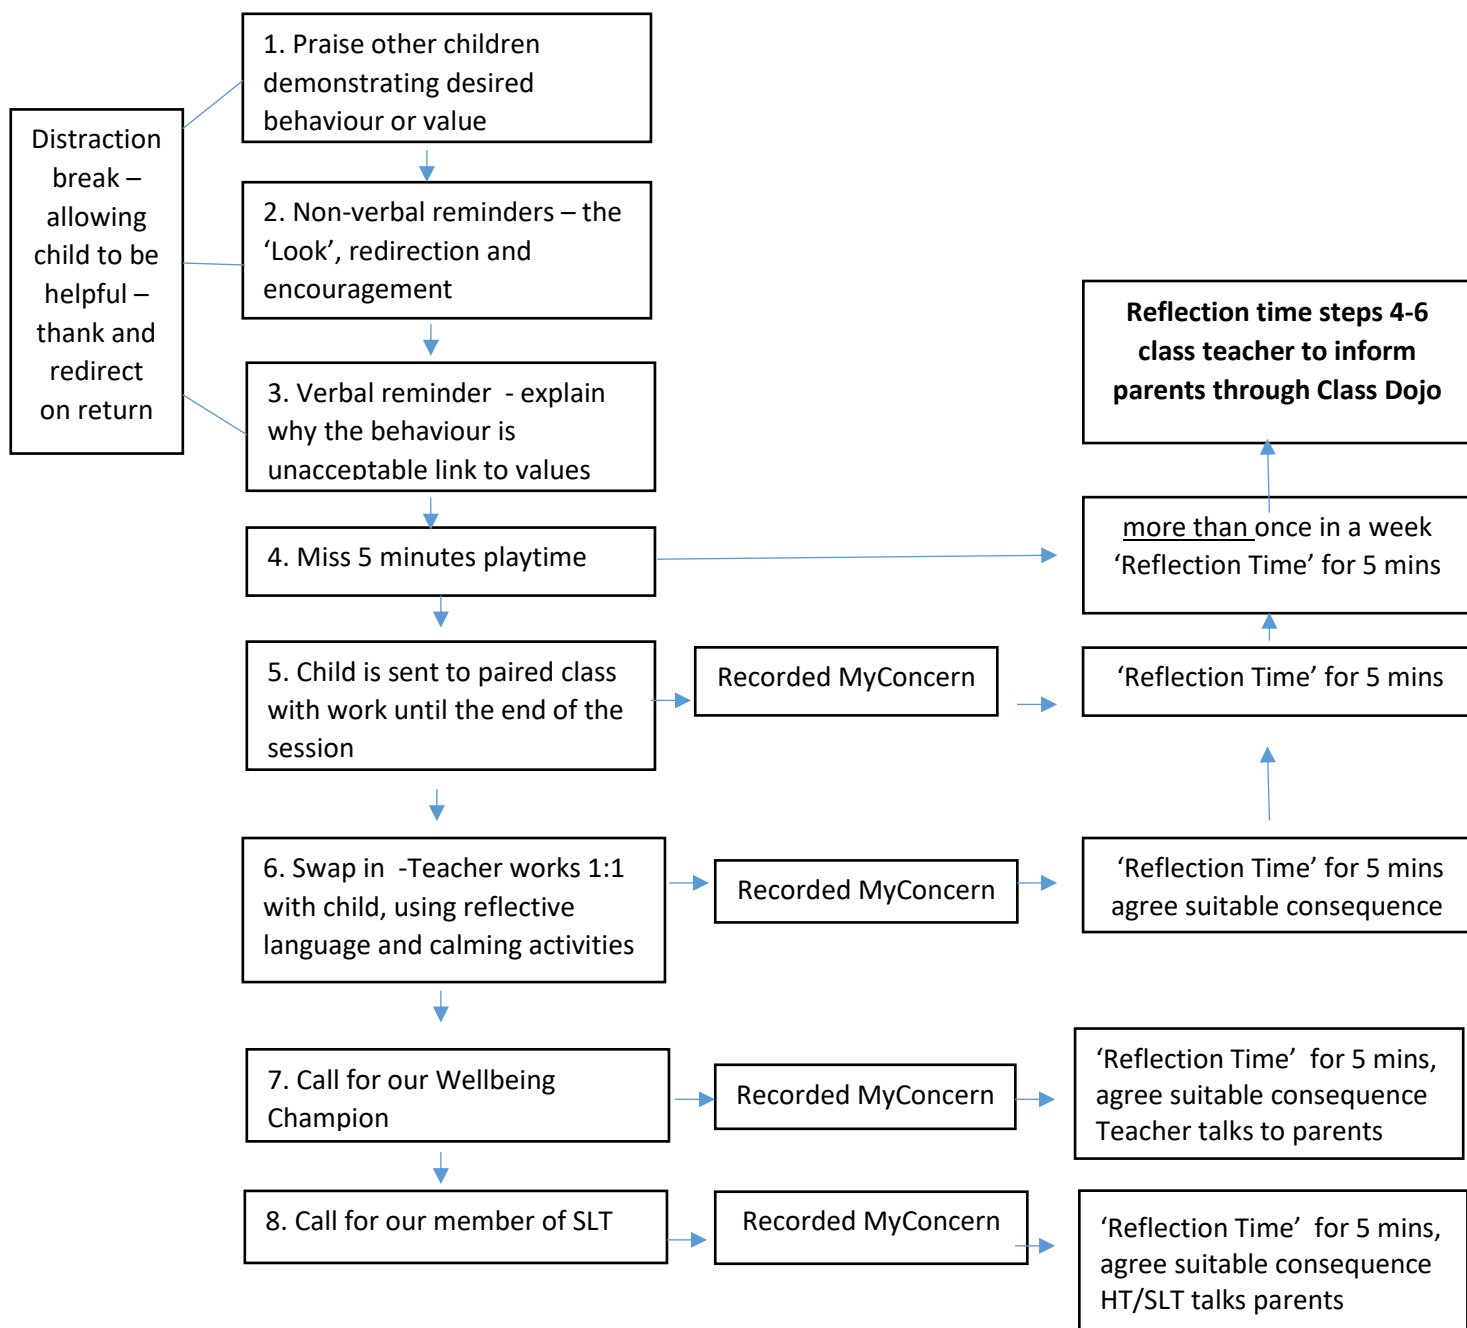 1. Praise other children
demonstrating desired
behaviour or value
Distraction
break –
allowing
child to be
helpful –
thank and
redirect
on return
2. Non-verbal reminders – the
‘Look’, redirection and
encouragement
Reflection time steps 4-6
class teacher to inform
parents through Class Dojo
3. Verbal reminder  - explain
why the behaviour is
unacceptable link to values
4. Miss 5 minutes playtime
more than once in a week
‘Reflection Time’ for 5 mins
5. Child is sent to paired class
with work until the end of the
session
Recorded MyConcern
‘Reflection Time’ for 5 mins
6. Swap in  -Teacher works 1:1
with child, using reflective
language and calming activities
Recorded MyConcern
‘Reflection Time’ for 5 mins
agree suitable consequence
7. Call for our Wellbeing
Champion
Recorded MyConcern
‘Reflection Time’  for 5 mins,
agree suitable consequence
Teacher talks to parents
8. Call for our member of SLT
Recorded MyConcern
‘Reflection Time’  for 5 mins,
agree suitable consequence
HT/SLT talks parents